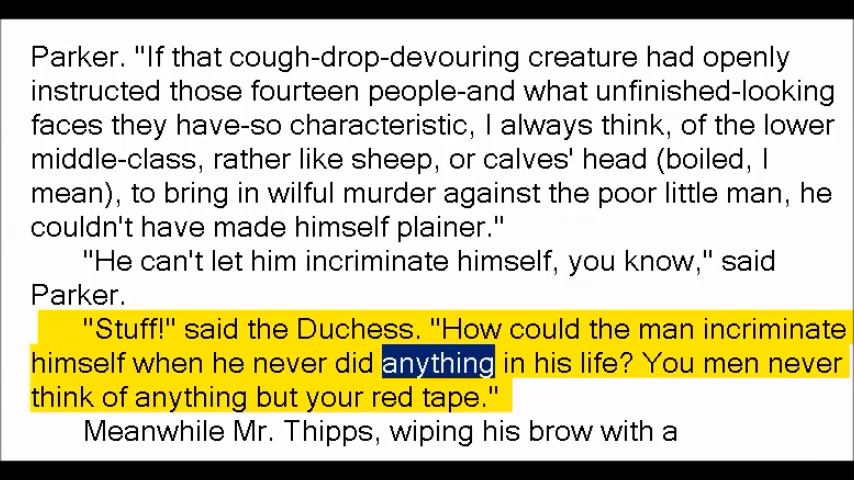 Parker. "If that cough-drop-devouring creature had openly
instructed those fourteen people-and what unfinished-looking
faces they have-so characteristic, I always think, of the lower
middle-class, rather like sheep, or calves' head (boiled, I
mean), to bring in wilful murder against the poor little man, he
couldn't have made himself plainer."
"He can't let him incriminate himself, you know," said
Parker.
"Stuff!" said the Duchess. "How could the man incriminate
himself when he never did anything in his life? You men never
think of anything but your red tape."
Meanwhile Mr. Thipps, wiping his brow with a